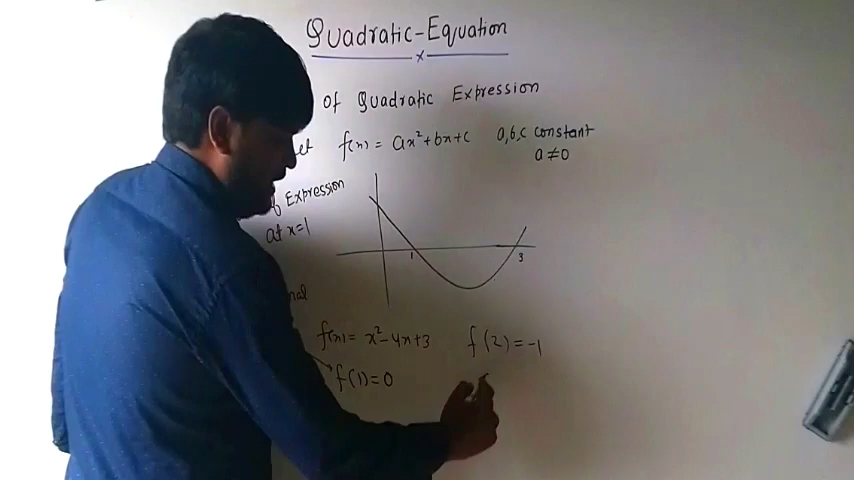 Quadratic-Equation
x
of Quadratic Expression
f(x) = ax²+bx+c a,b,c constant
a≠0
of Expression
at x=1
1 3
f(x) = x²-4x+3 f(2)=-1
f(1)=0